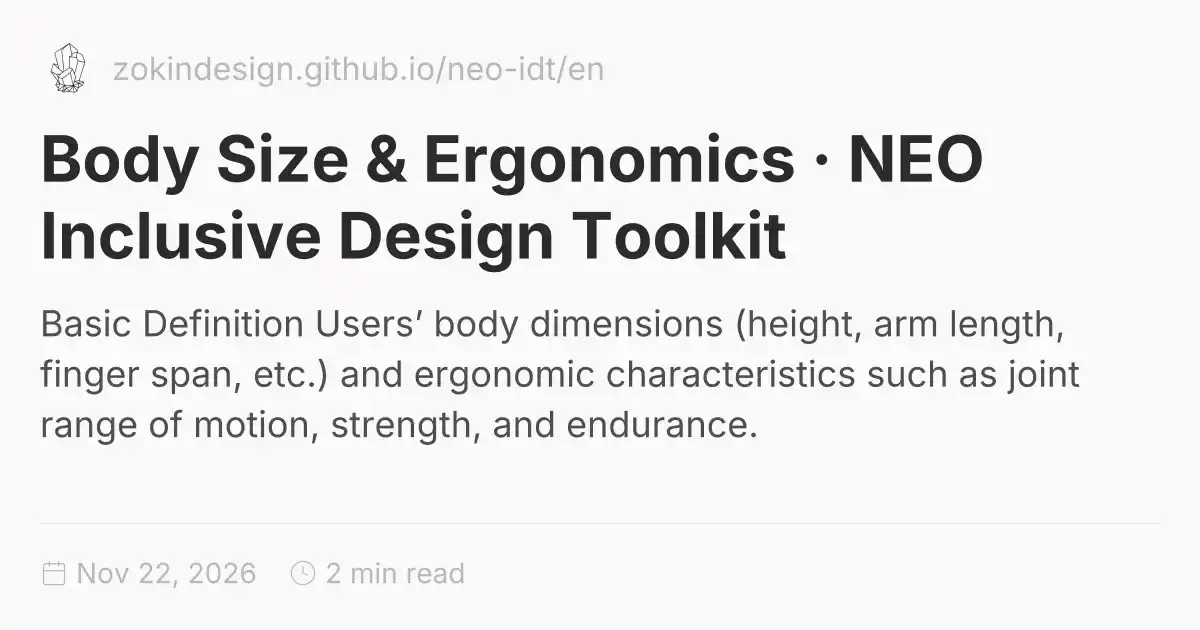 zokindesign.github.io/neo-idt/en
Body Size & Ergonomics · NEO
Inclusive Design Toolkit
Basic Definition Users’ body dimensions (height, arm length,
finger span, etc.) and ergonomic characteristics such as joint
range of motion, strength, and endurance.
Nov 22, 2026 2 min read